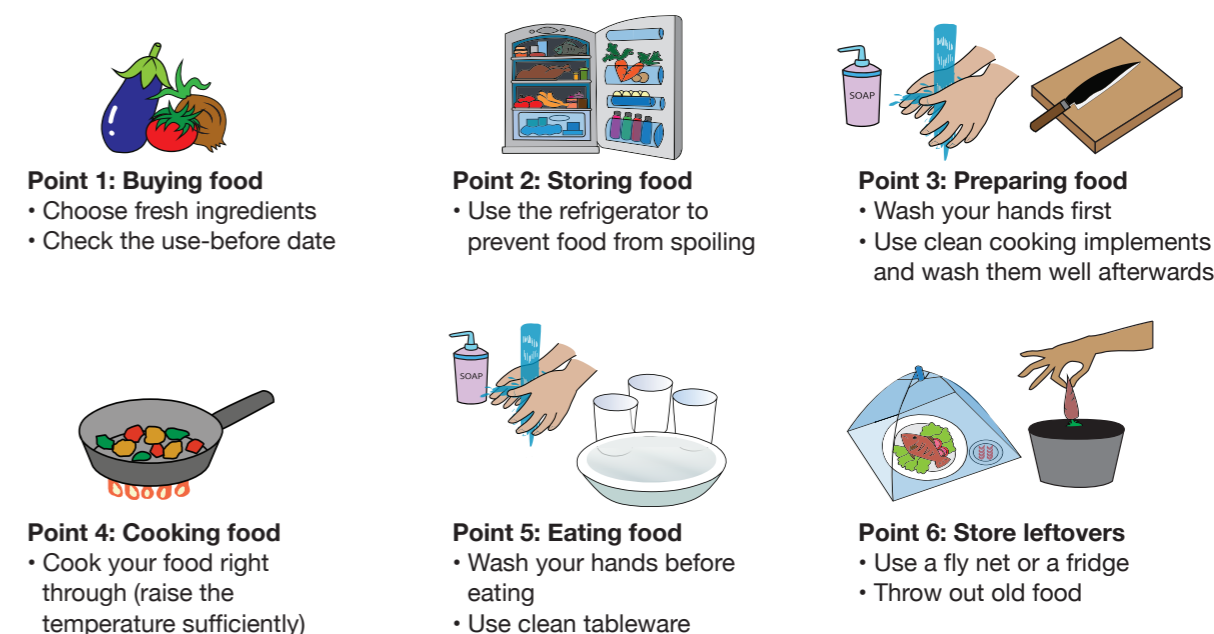 SOAP
Point 1: Buying food
• Choose fresh ingredients
• Check the use-before date
Point 2: Storing food
• Use the refrigerator to
prevent food from spoiling
Point 3: Preparing food
• Wash your hands first
• Use clean cooking implements
and wash them well afterwards
SOAP
Point 4: Cooking food
• Cook your food right
through (raise the
temperature sufficiently)
Point 5: Eating food
• Wash your hands before
eating
• Use clean tableware
Point 6: Store leftovers
• Use a fly net or a fridge
• Throw out old food